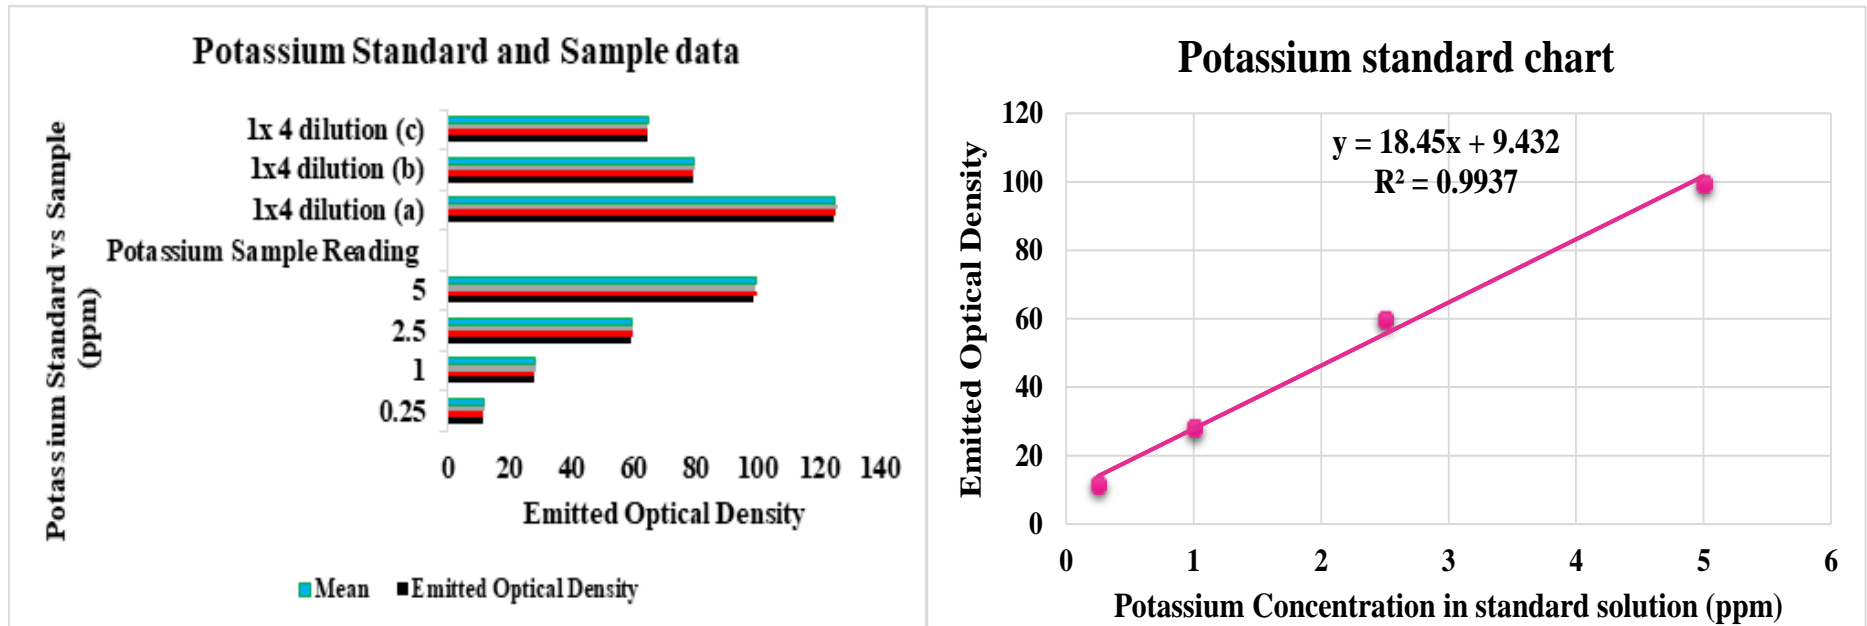 Potassium Standard and Sample data
Potassium Standard vs Sample
(ppm)
1x 4 dilution (c)
1x4 dilution (b)
1x4 dilution (a)
Potassium Sample Reading
5
2.5
1
0.25
0 20 40 60 80 100 120 140
Emitted Optical Density
Mean Emitted Optical Density
Potassium standard chart
y = 18.45x + 9.432
R² = 0.9937
Emitted Optical Density
120
100
80
60
40
20
0
0 1 2 3 4 5 6
Potassium Concentration in standard solution (ppm)